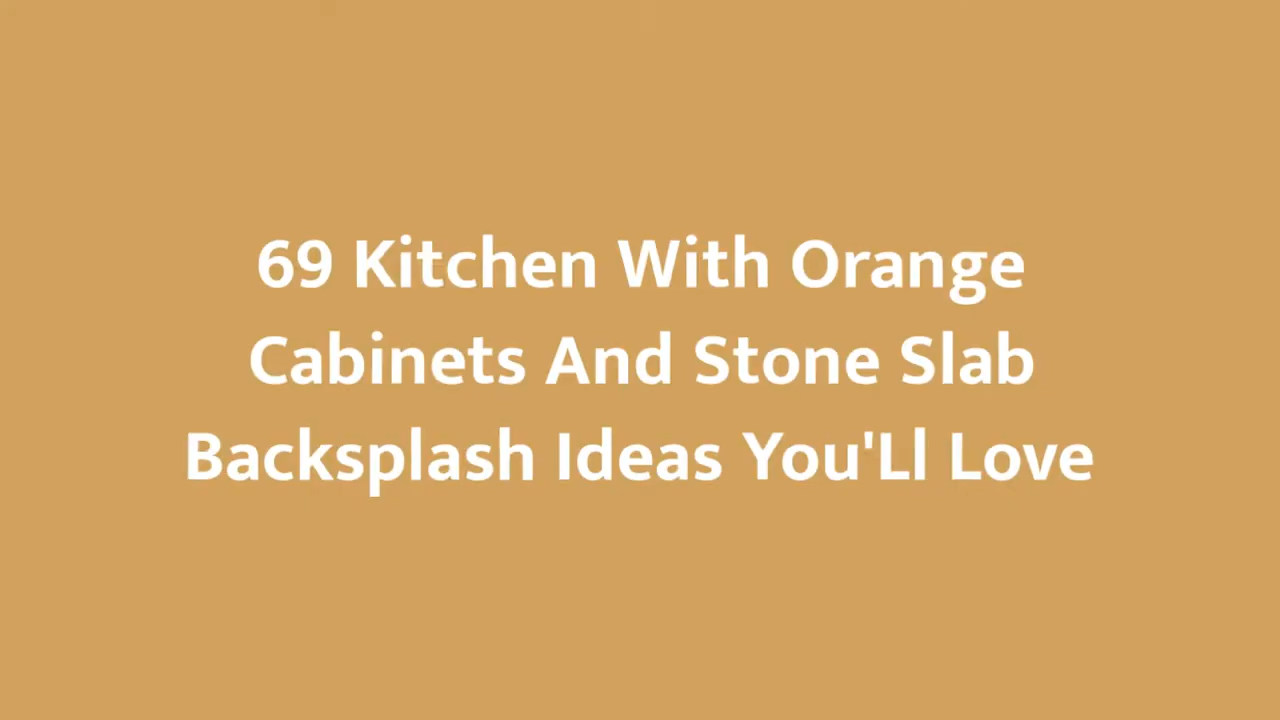 69 Kitchen With Orange
Cabinets And Stone Slab
Backsplash Ideas You'Ll Love